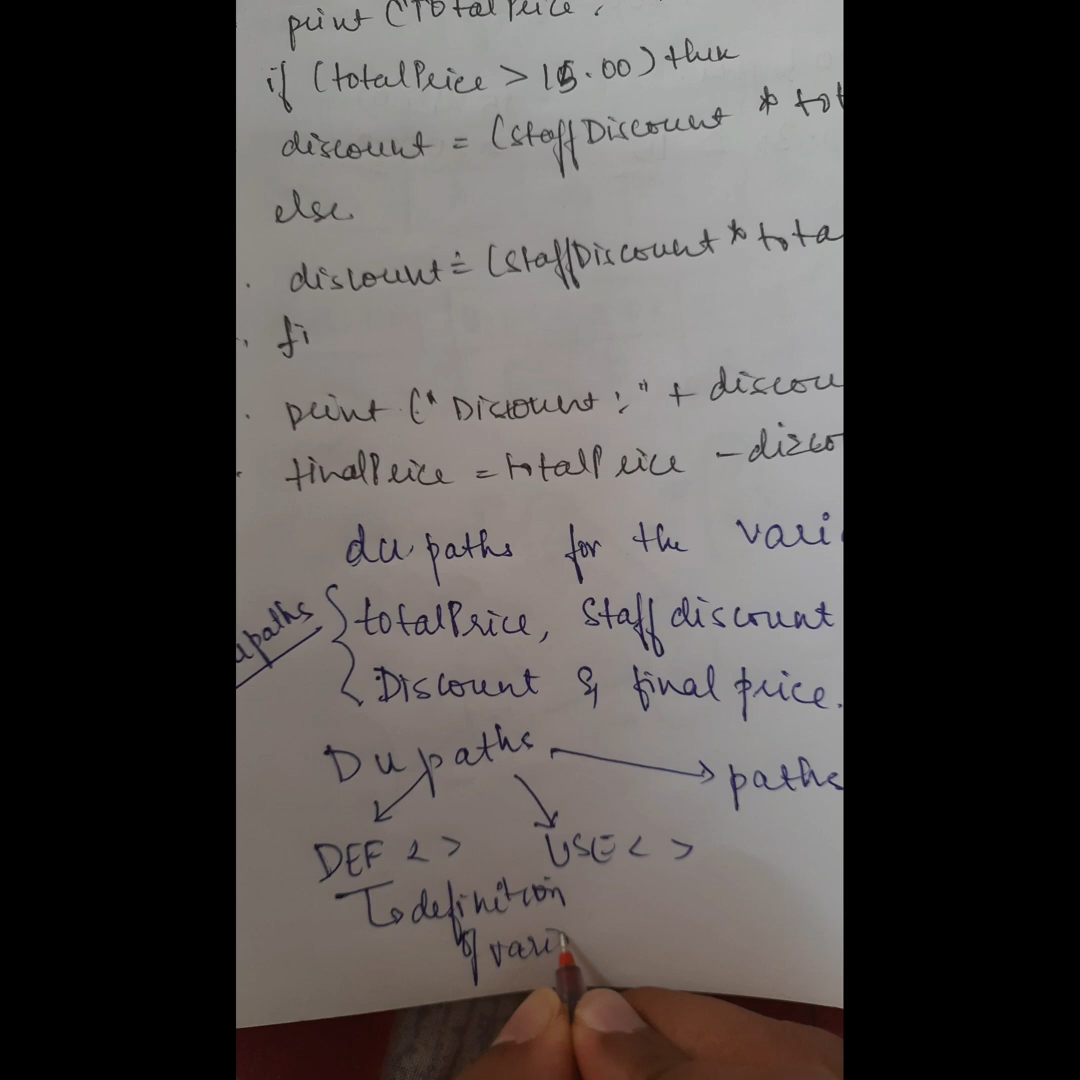 print ("Total Price:
if (totalPrice > 15.00) then
discount = (staffDiscount * tot
else
discount = (staffDiscount * tota
fi
print ("Discount : " + discou
finalPrice = totalPrice - disco
du paths for the vari
upaths { totalPrice, Staff discount
Discount & final price.
Du paths → paths
DEF < > USE < >
→ definition
of vari